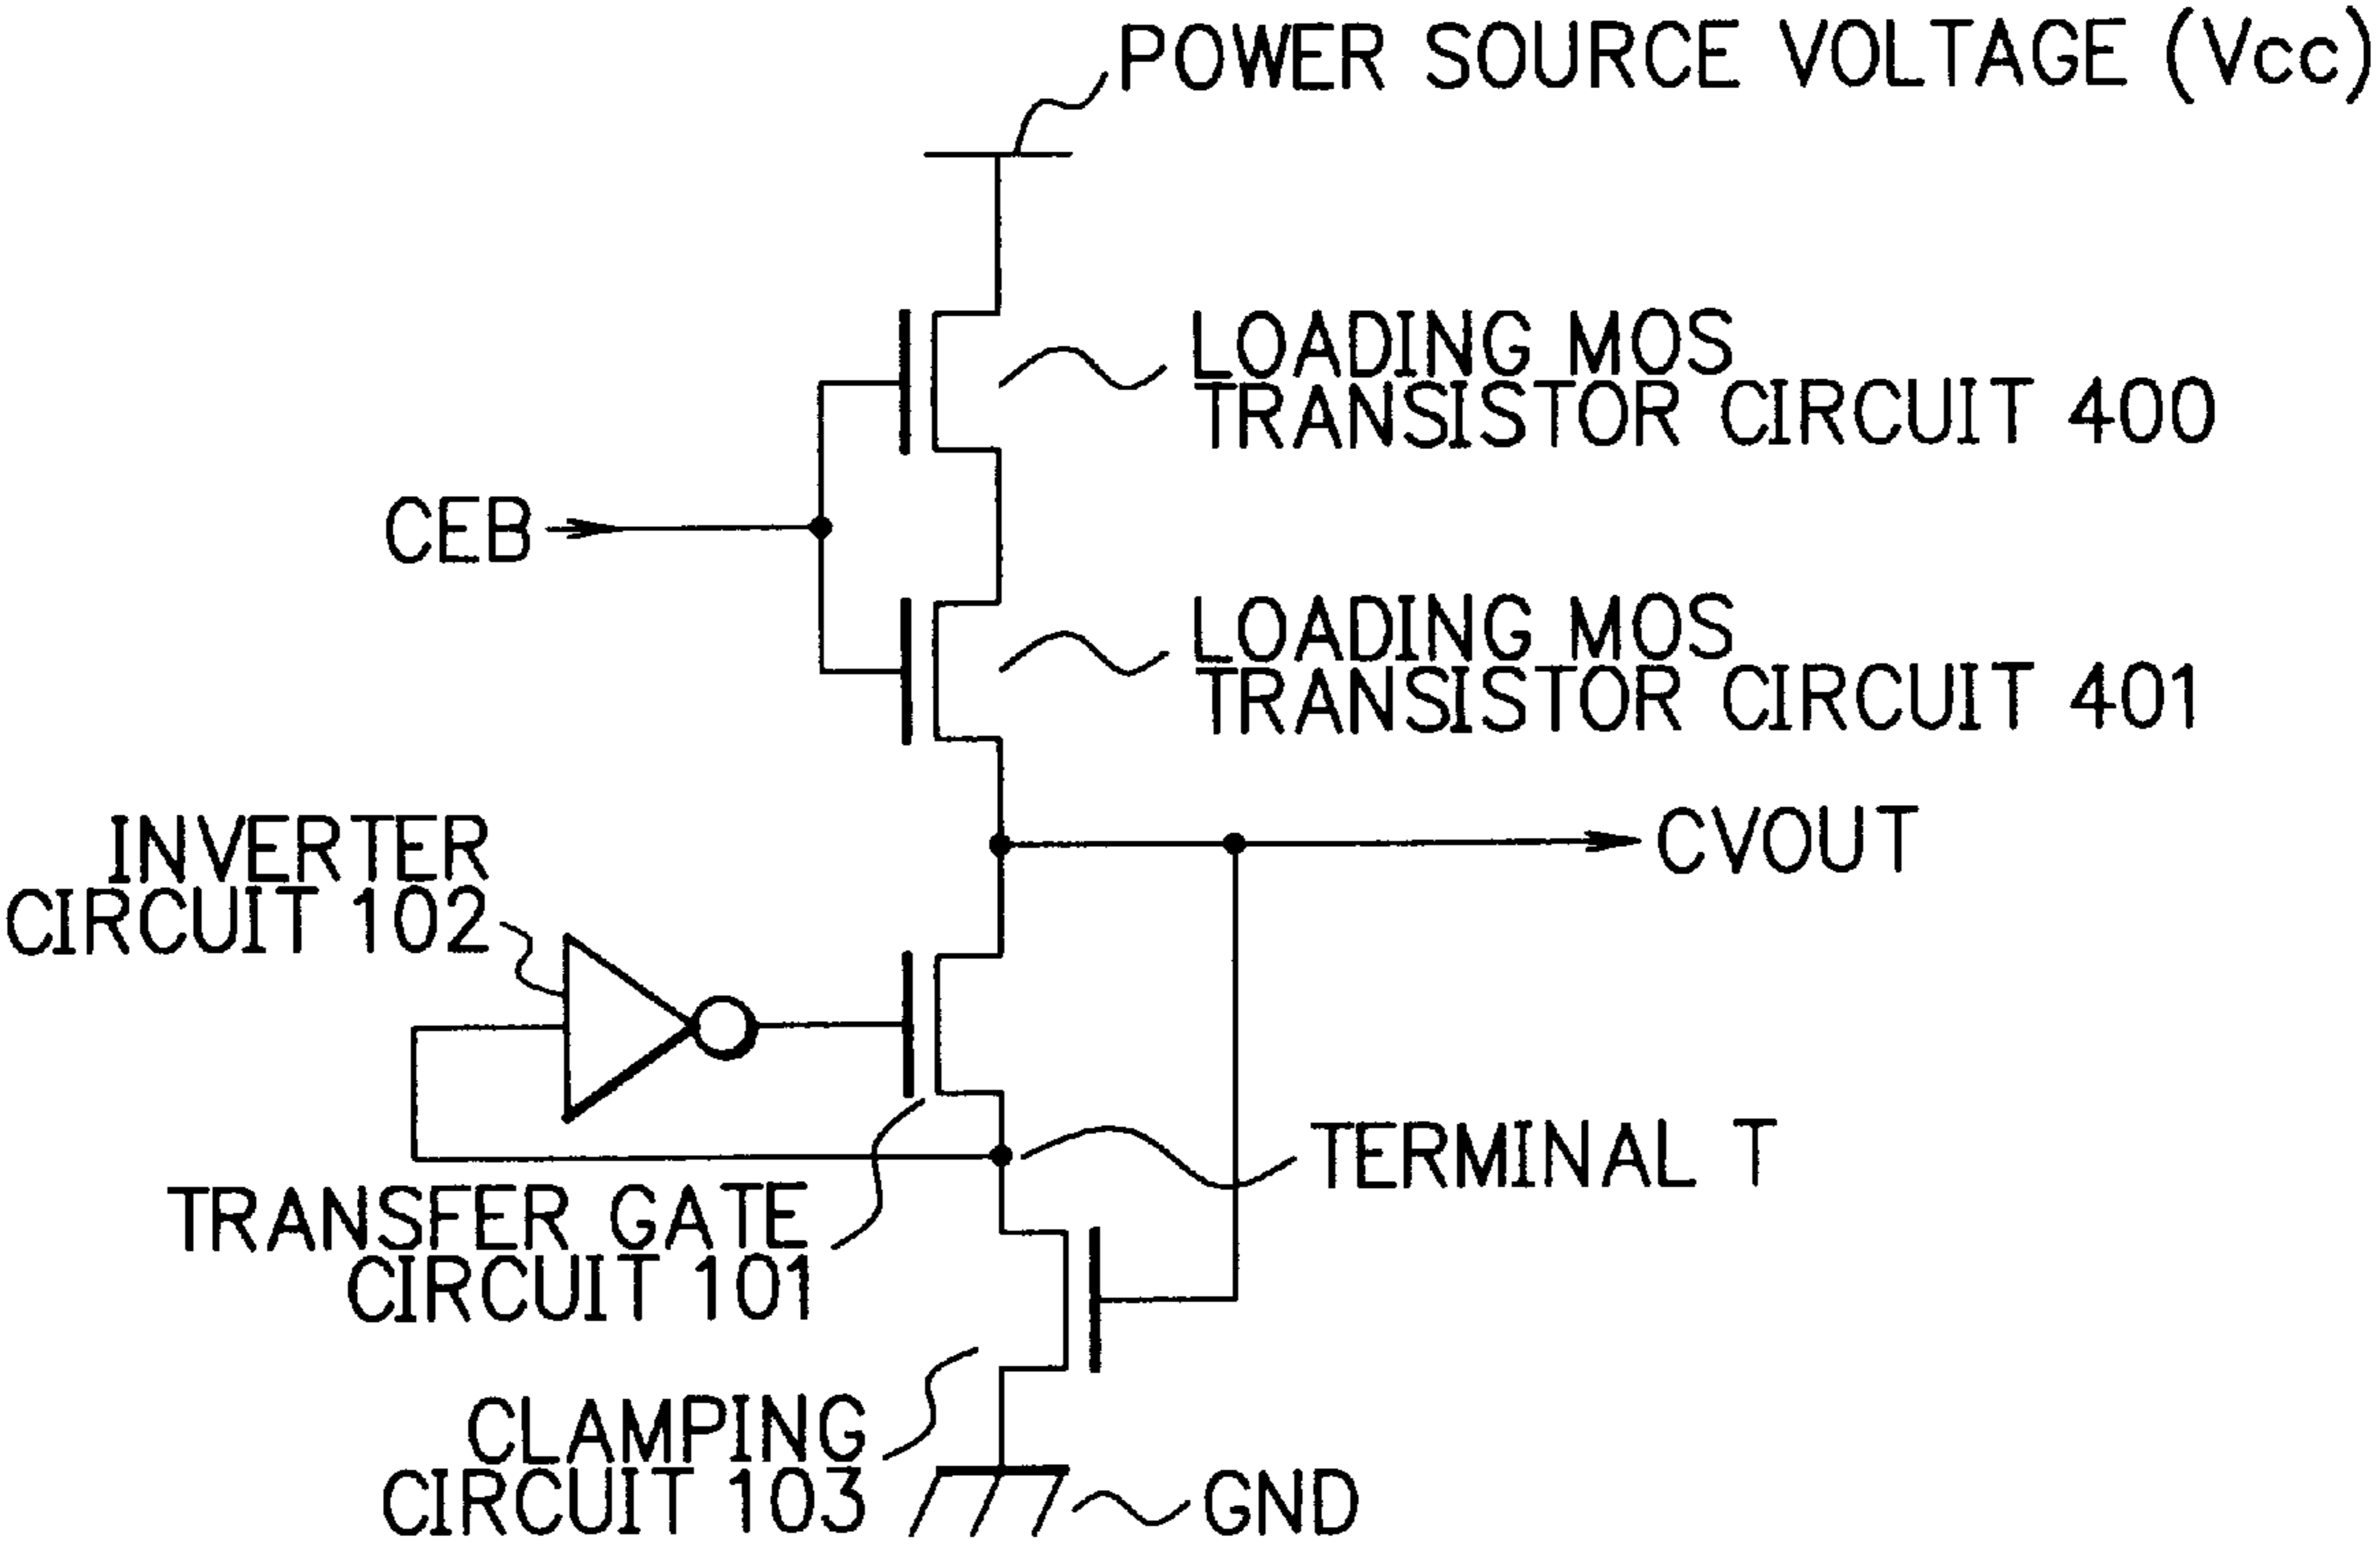 POWER SOURCE VOLTAGE (Vcc)
LOADING MOS
TRANSISTOR CIRCUIT 400
CEB
LOADING MOS
TRANSISTOR CIRCUIT 401
INVERTER
CIRCUIT 102
CVOUT
TERMINAL T
TRANSFER GATE
CIRCUIT 101
CLAMPING
CIRCUIT 103
GND